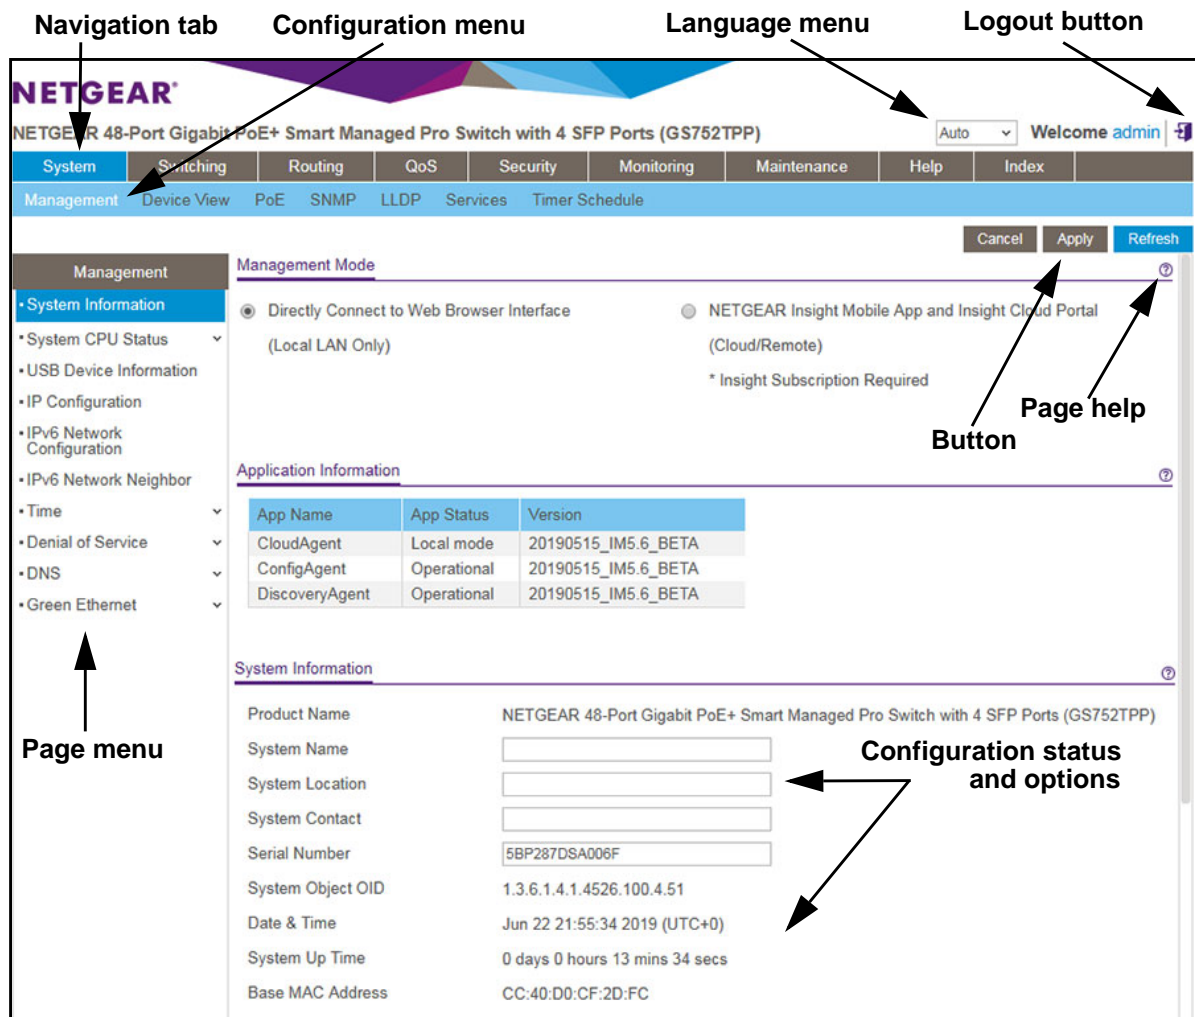 Navigation tab Configuration menu Language menu Logout button
NETGEAR®
NETGEAR 48-Port Gigabit PoE+ Smart Managed Pro Switch with 4 SFP Ports (GS752TPP) Auto Welcome admin
System Switching Routing QoS Security Monitoring Maintenance Help Index
Management Device View PoE SNMP LLDP Services Timer Schedule
Cancel Apply Refresh
Management
• System Information
• System CPU Status
• USB Device Information
• IP Configuration
• IPv6 Network
Configuration
• IPv6 Network Neighbor
• Time
• Denial of Service
• DNS
• Green Ethernet
Page menu
Management Mode ?
Directly Connect to Web Browser Interface
(Local LAN Only)
NETGEAR Insight Mobile App and Insight Cloud Portal
(Cloud/Remote)
* Insight Subscription Required
Page help
Button
Application Information ?
App Name App Status Version
CloudAgent Local mode 20190515_IM5.6_BETA
ConfigAgent Operational 20190515_IM5.6_BETA
DiscoveryAgent Operational 20190515_IM5.6_BETA
System Information ?
Product Name NETGEAR 48-Port Gigabit PoE+ Smart Managed Pro Switch with 4 SFP Ports (GS752TPP)
System Name
System Location
System Contact
Configuration status
and options
Serial Number 5BP287DSA006F
System Object OID 1.3.6.1.4.1.4526.100.4.51
Date & Time Jun 22 21:55:34 2019 (UTC+0)
System Up Time 0 days 0 hours 13 mins 34 secs
Base MAC Address CC:40:D0:CF:2D:FC